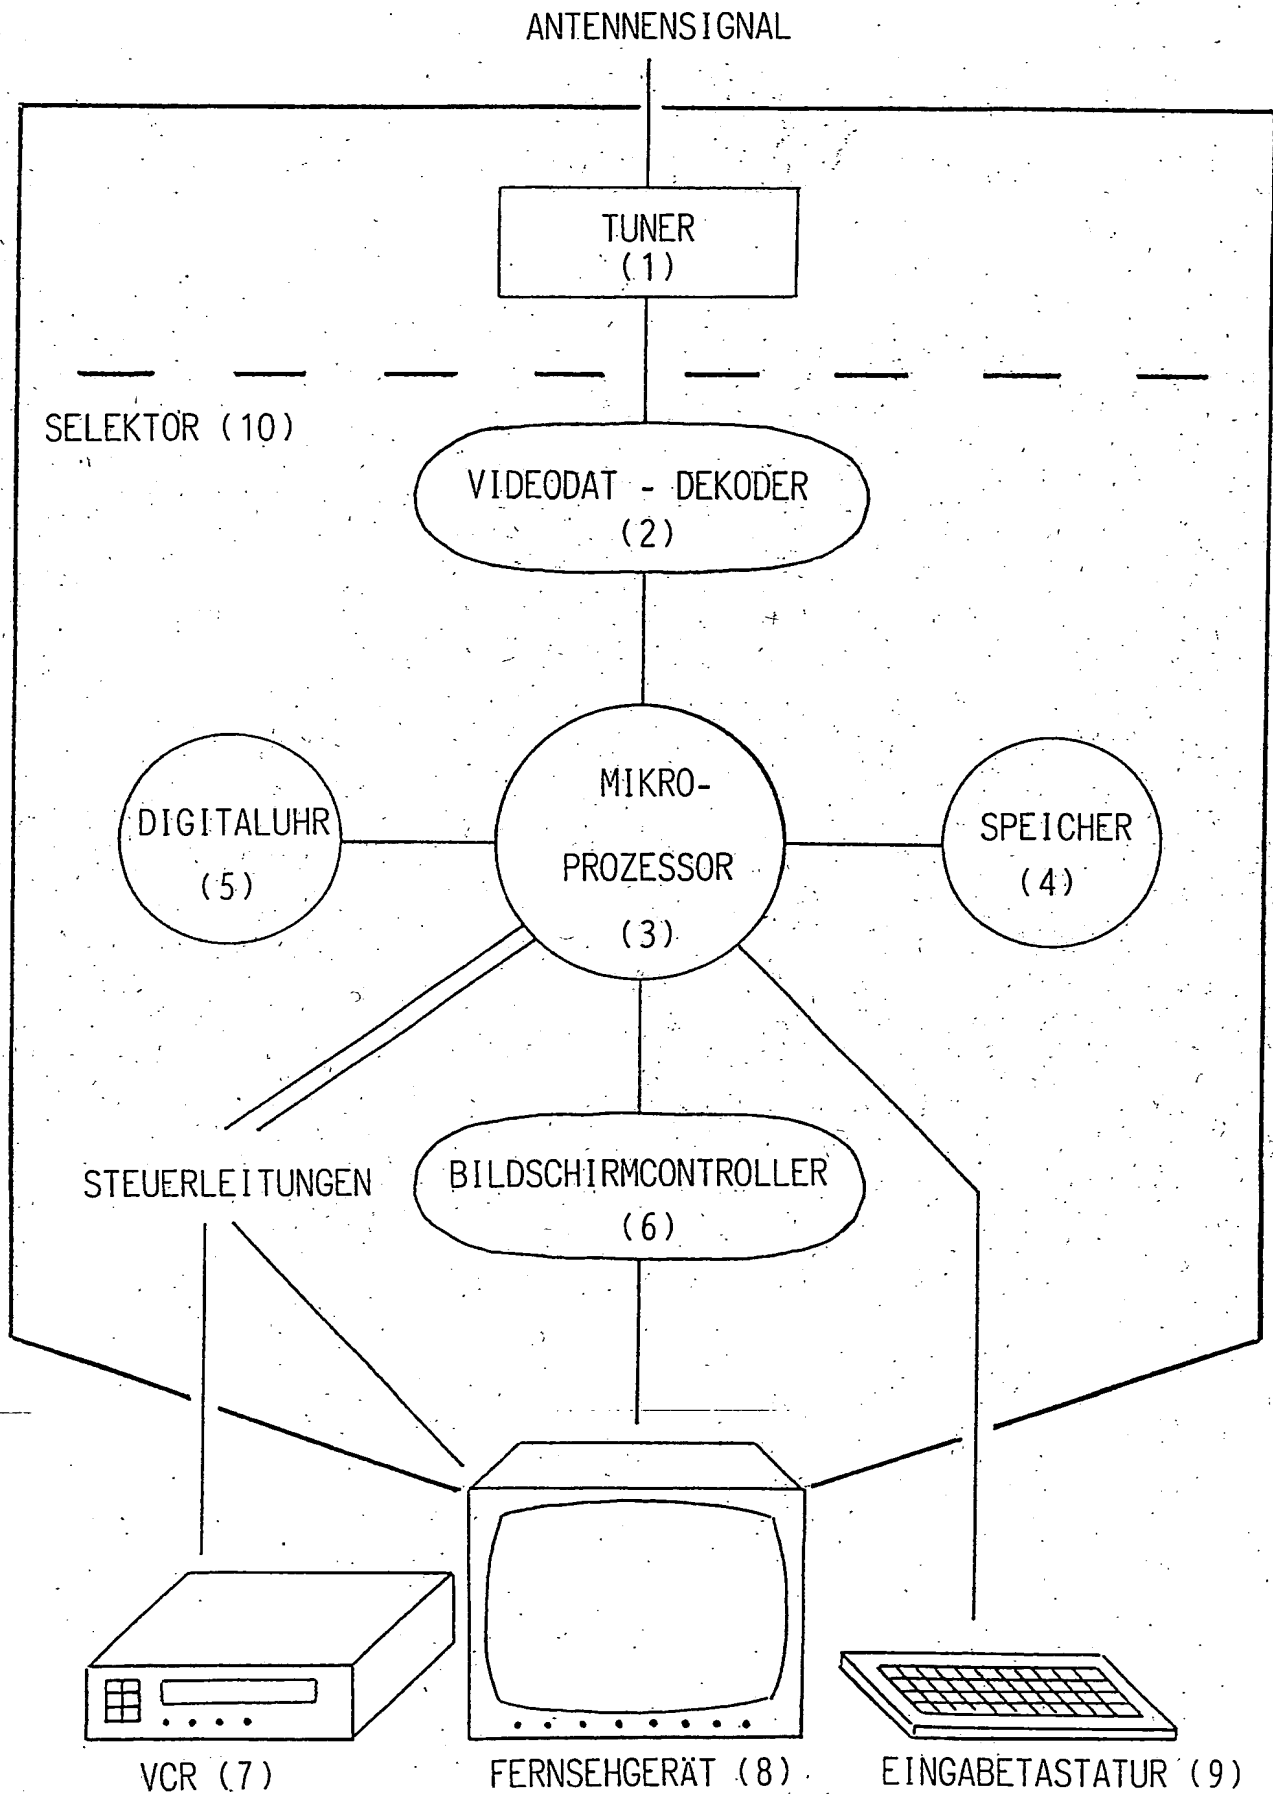 ANTENNENSIGNAL
TUNER
(1)
SELEKTOR (10)
VIDEODAT - DEKODER
(2)
DIGITALUHR
(5)
MIKRO-
PROZESSOR
(3)
SPEICHER
(4)
STEUERLEITUNGEN
BILDSCHIRMCONTROLLER
(6)
VCR (7)
FERNSEHGERÄT (8)
EINGABETASTATUR (9)